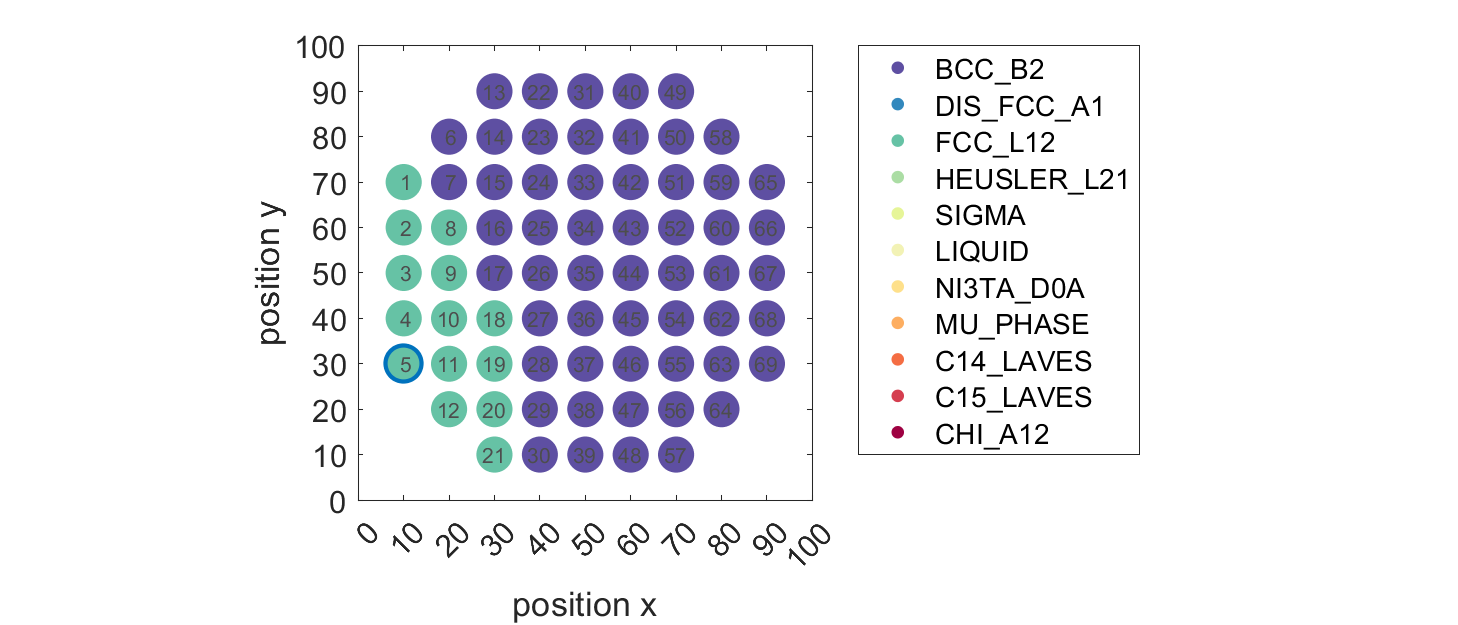 100
90
80
70
60
50
40
30
20
10
0
position y
13 22 31 40 49
6 14 23 32 41 50 58
1 7 15 24 33 42 51 59 65
2 8 16 25 34 43 52 60 66
3 9 17 26 35 44 53 61 67
4 10 18 27 36 45 54 62 68
5 11 19 28 37 46 55 63 69
12 20 29 38 47 56 64
21 30 39 48 57
0 10 20 30 40 50 60 70 80 90 100
position x
BCC_B2
DIS_FCC_A1
FCC_L12
HEUSLER_L21
SIGMA
LIQUID
NI3TA_D0A
MU_PHASE
C14_LAVES
C15_LAVES
CHI_A12